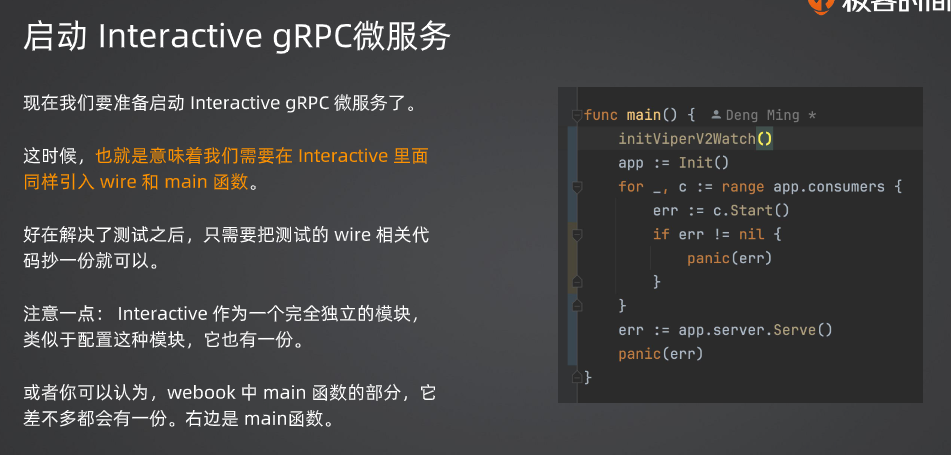 启动 Interactive gRPC微服务
现在我们要准备启动 Interactive gRPC 微服务了。
这时候，也就是意味着我们需要在 Interactive 里面
同样引入 wire 和 main 函数。
好在解决了测试之后，只需要把测试的 wire 相关代
码抄一份就可以。
注意一点： Interactive 作为一个完全独立的模块，
类似于配置这种模块，它也有一份。
或者你可以认为，webook 中 main 函数的部分，它
差不多都会有一份。右边是 main函数。
func main() { Deng Ming *
initViperV2Watch()
app := Init()
for _, c := range app.consumers {
err := c.Start()
if err != nil {
panic(err)
}
}
err := app.server.Serve()
panic(err)
}